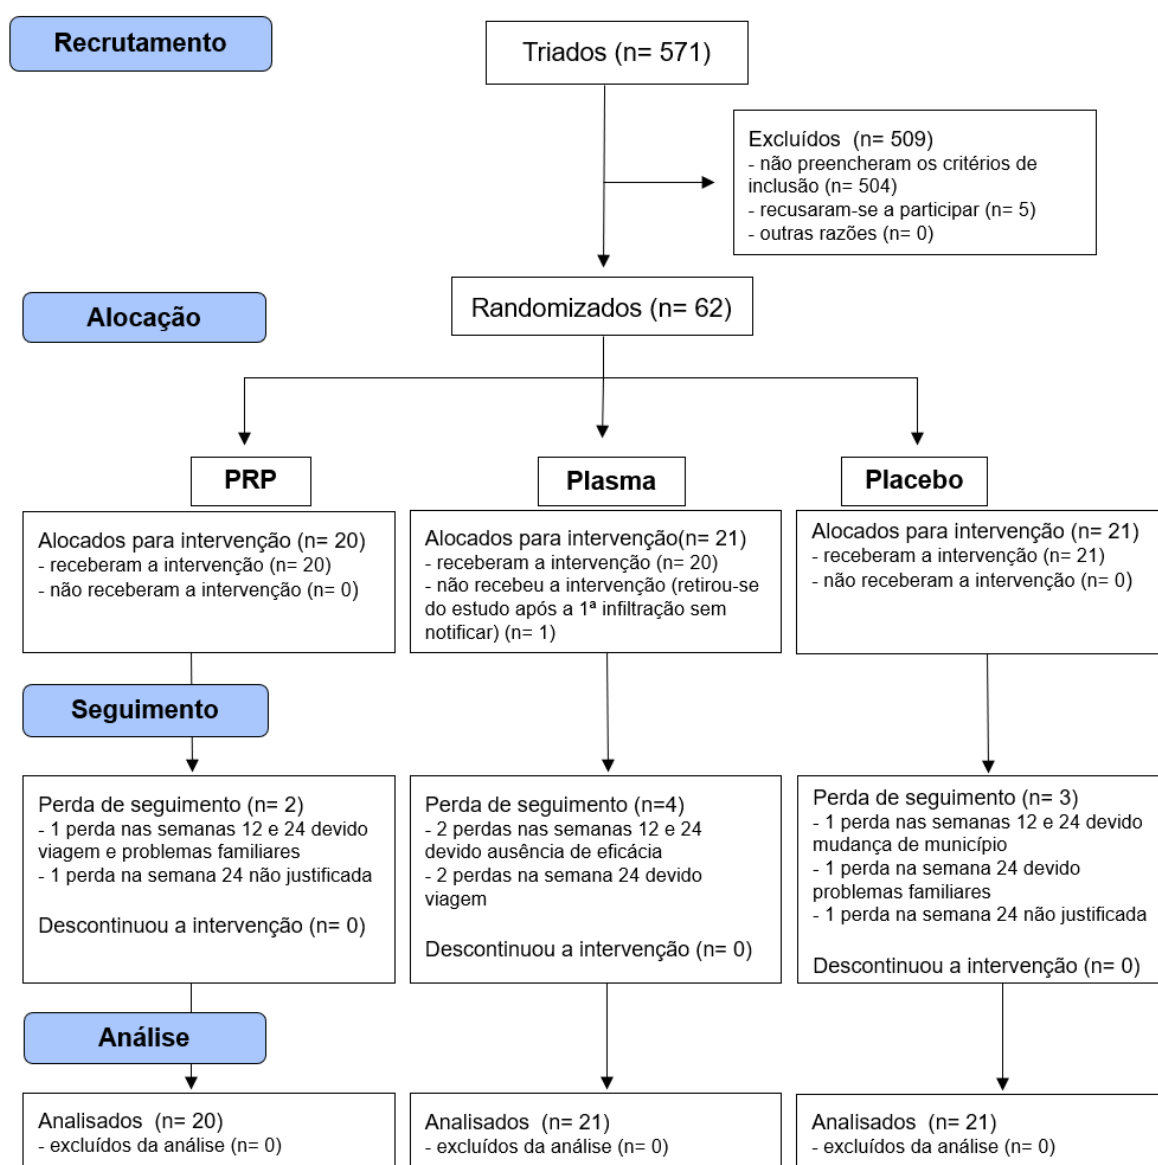 Recrutamento
Triados (n= 571)
Excluídos  (n= 509)
- não preencheram os critérios de
inclusão (n= 504)
- recusaram-se a participar (n= 5)
- outras razões (n= 0)
Alocação
Randomizados (n= 62)
PRP
Alocados para intervenção (n= 20)
- receberam a intervenção (n= 20)
- não receberam a intervenção (n= 0)
Plasma
Alocados para intervenção(n= 21)
- receberam a intervenção (n= 20)
- não recebeu a intervenção (retirou-se
do estudo após a 1ª infiltração sem
notificar) (n= 1)
Placebo
Alocados para intervenção (n= 21)
- receberam a intervenção (n= 21)
- não receberam a intervenção (n= 0)
Seguimento
Perda de seguimento (n= 2)
- 1 perda nas semanas 12 e 24 devido
viagem e problemas familiares
- 1 perda na semana 24 não justificada
Descontinuou a intervenção (n= 0)
Perda de seguimento (n=4)
- 2 perdas nas semanas 12 e 24
devido ausência de eficácia
- 2 perdas na semana 24 devido
viagem
Descontinuou a intervenção (n= 0)
Perda de seguimento (n= 3)
- 1 perda nas semanas 12 e 24 devido
mudança de município
- 1 perda na semana 24 devido
problemas familiares
- 1 perda na semana 24 não justificada
Descontinuou a intervenção (n= 0)
Análise
Analisados  (n= 20)
- excluídos da análise (n= 0)
Analisados  (n= 21)
- excluídos da análise (n= 0)
Analisados  (n= 21)
- excluídos da análise (n= 0)